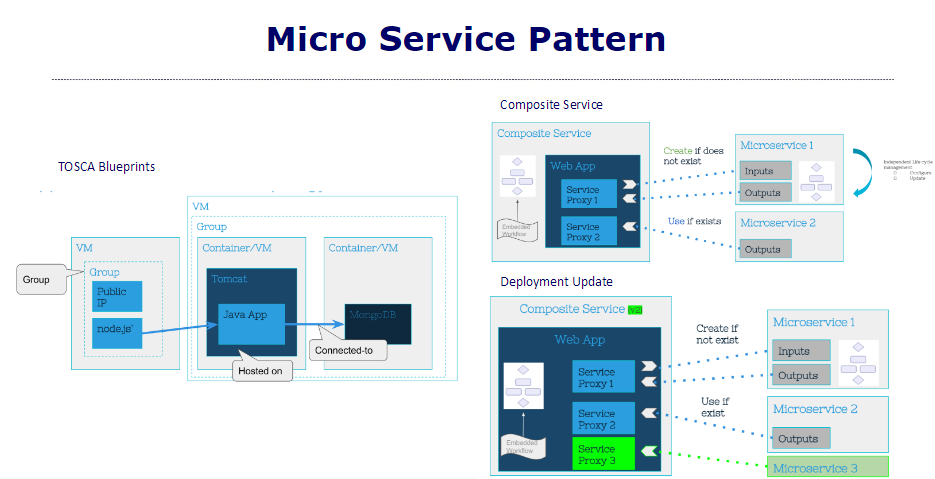 Micro Service Pattern
TOSCA Blueprints
VM
Group
Group
Public
IP
node.js'
VM
Group
Container/VM
Tomcat
Java App
Hosted on
Container/VM
MongoDB
Connected-to
Composite Service
Composite Service
Embedded
Workflow
Web App
Service
Proxy 1
Service
Proxy 2
Create if does
not exist
Use if exists
Microservice 1
Inputs
Outputs
Microservice 2
Outputs
Independent Life cycle
management
Configure
Update
Deployment Update
Composite Service (v2)
Web App
Embedded
Workflow
Service
Proxy 1
Service
Proxy 2
Service
Proxy 3
Create if
not exist
Use if
exist
Microservice 1
Inputs
Outputs
Microservice 2
Outputs
Microservice 3